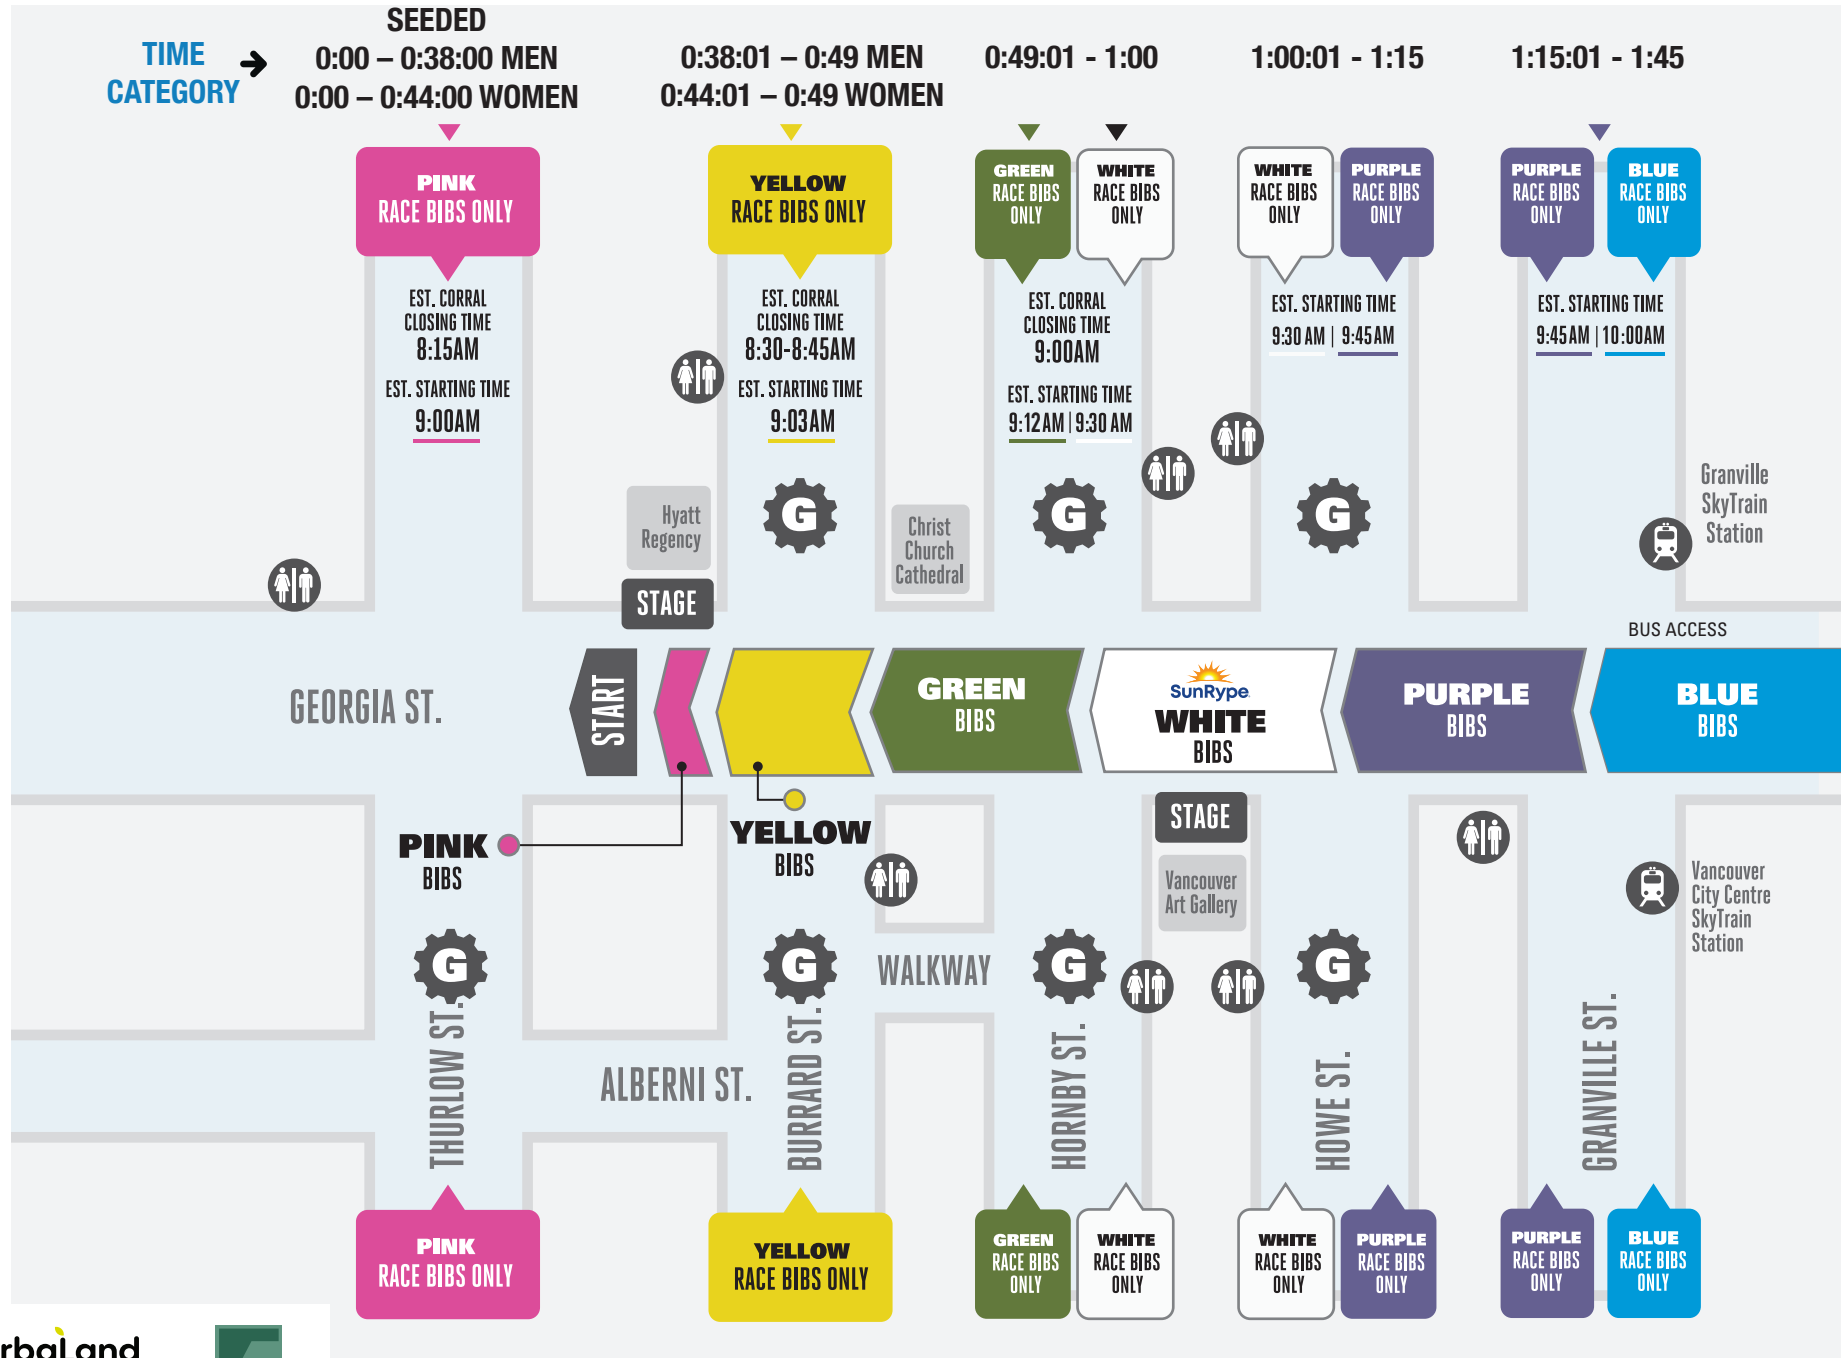 TIME
CATEGORY
SEEDED
0:00 – 0:38:00 MEN
0:00 – 0:44:00 WOMEN
0:38:01 – 0:49 MEN
0:44:01 – 0:49 WOMEN
0:49:01 - 1:00
1:00:01 - 1:15
1:15:01 - 1:45
PINK
RACE BIBS ONLY
YELLOW
RACE BIBS ONLY
GREEN
RACE BIBS
ONLY
WHITE
RACE BIBS
ONLY
WHITE
RACE BIBS
ONLY
PURPLE
RACE BIBS
ONLY
PURPLE
RACE BIBS
ONLY
BLUE
RACE BIBS
ONLY
EST. CORRAL
CLOSING TIME
8:15AM
EST. STARTING TIME
9:00AM
EST. CORRAL
CLOSING TIME
8:30-8:45AM
EST. STARTING TIME
9:03AM
EST. CORRAL
CLOSING TIME
9:00AM
EST. STARTING TIME
9:12AM | 9:30 AM
EST. STARTING TIME
9:30 AM | 9:45AM
EST. STARTING TIME
9:45AM | 10:00AM
Hyatt
Regency
STAGE
G
Christ
Church
Cathedral
G
G
Granville
SkyTrain
Station
BUS ACCESS
GEORGIA ST.
START
GREEN
BIBS
SunRype
WHITE
BIBS
PURPLE
BIBS
BLUE
BIBS
PINK
BIBS
YELLOW
BIBS
STAGE
Vancouver
Art Gallery
Vancouver
City Centre
SkyTrain
Station
G
G
WALKWAY
G
G
THURLOW ST.
ALBERNI ST.
BURRARD ST.
HORNBY ST.
HOWE ST.
GRANVILLE ST.
PINK
RACE BIBS ONLY
YELLOW
RACE BIBS ONLY
GREEN
RACE BIBS
ONLY
WHITE
RACE BIBS
ONLY
WHITE
RACE BIBS
ONLY
PURPLE
RACE BIBS
ONLY
PURPLE
RACE BIBS
ONLY
BLUE
RACE BIBS
ONLY